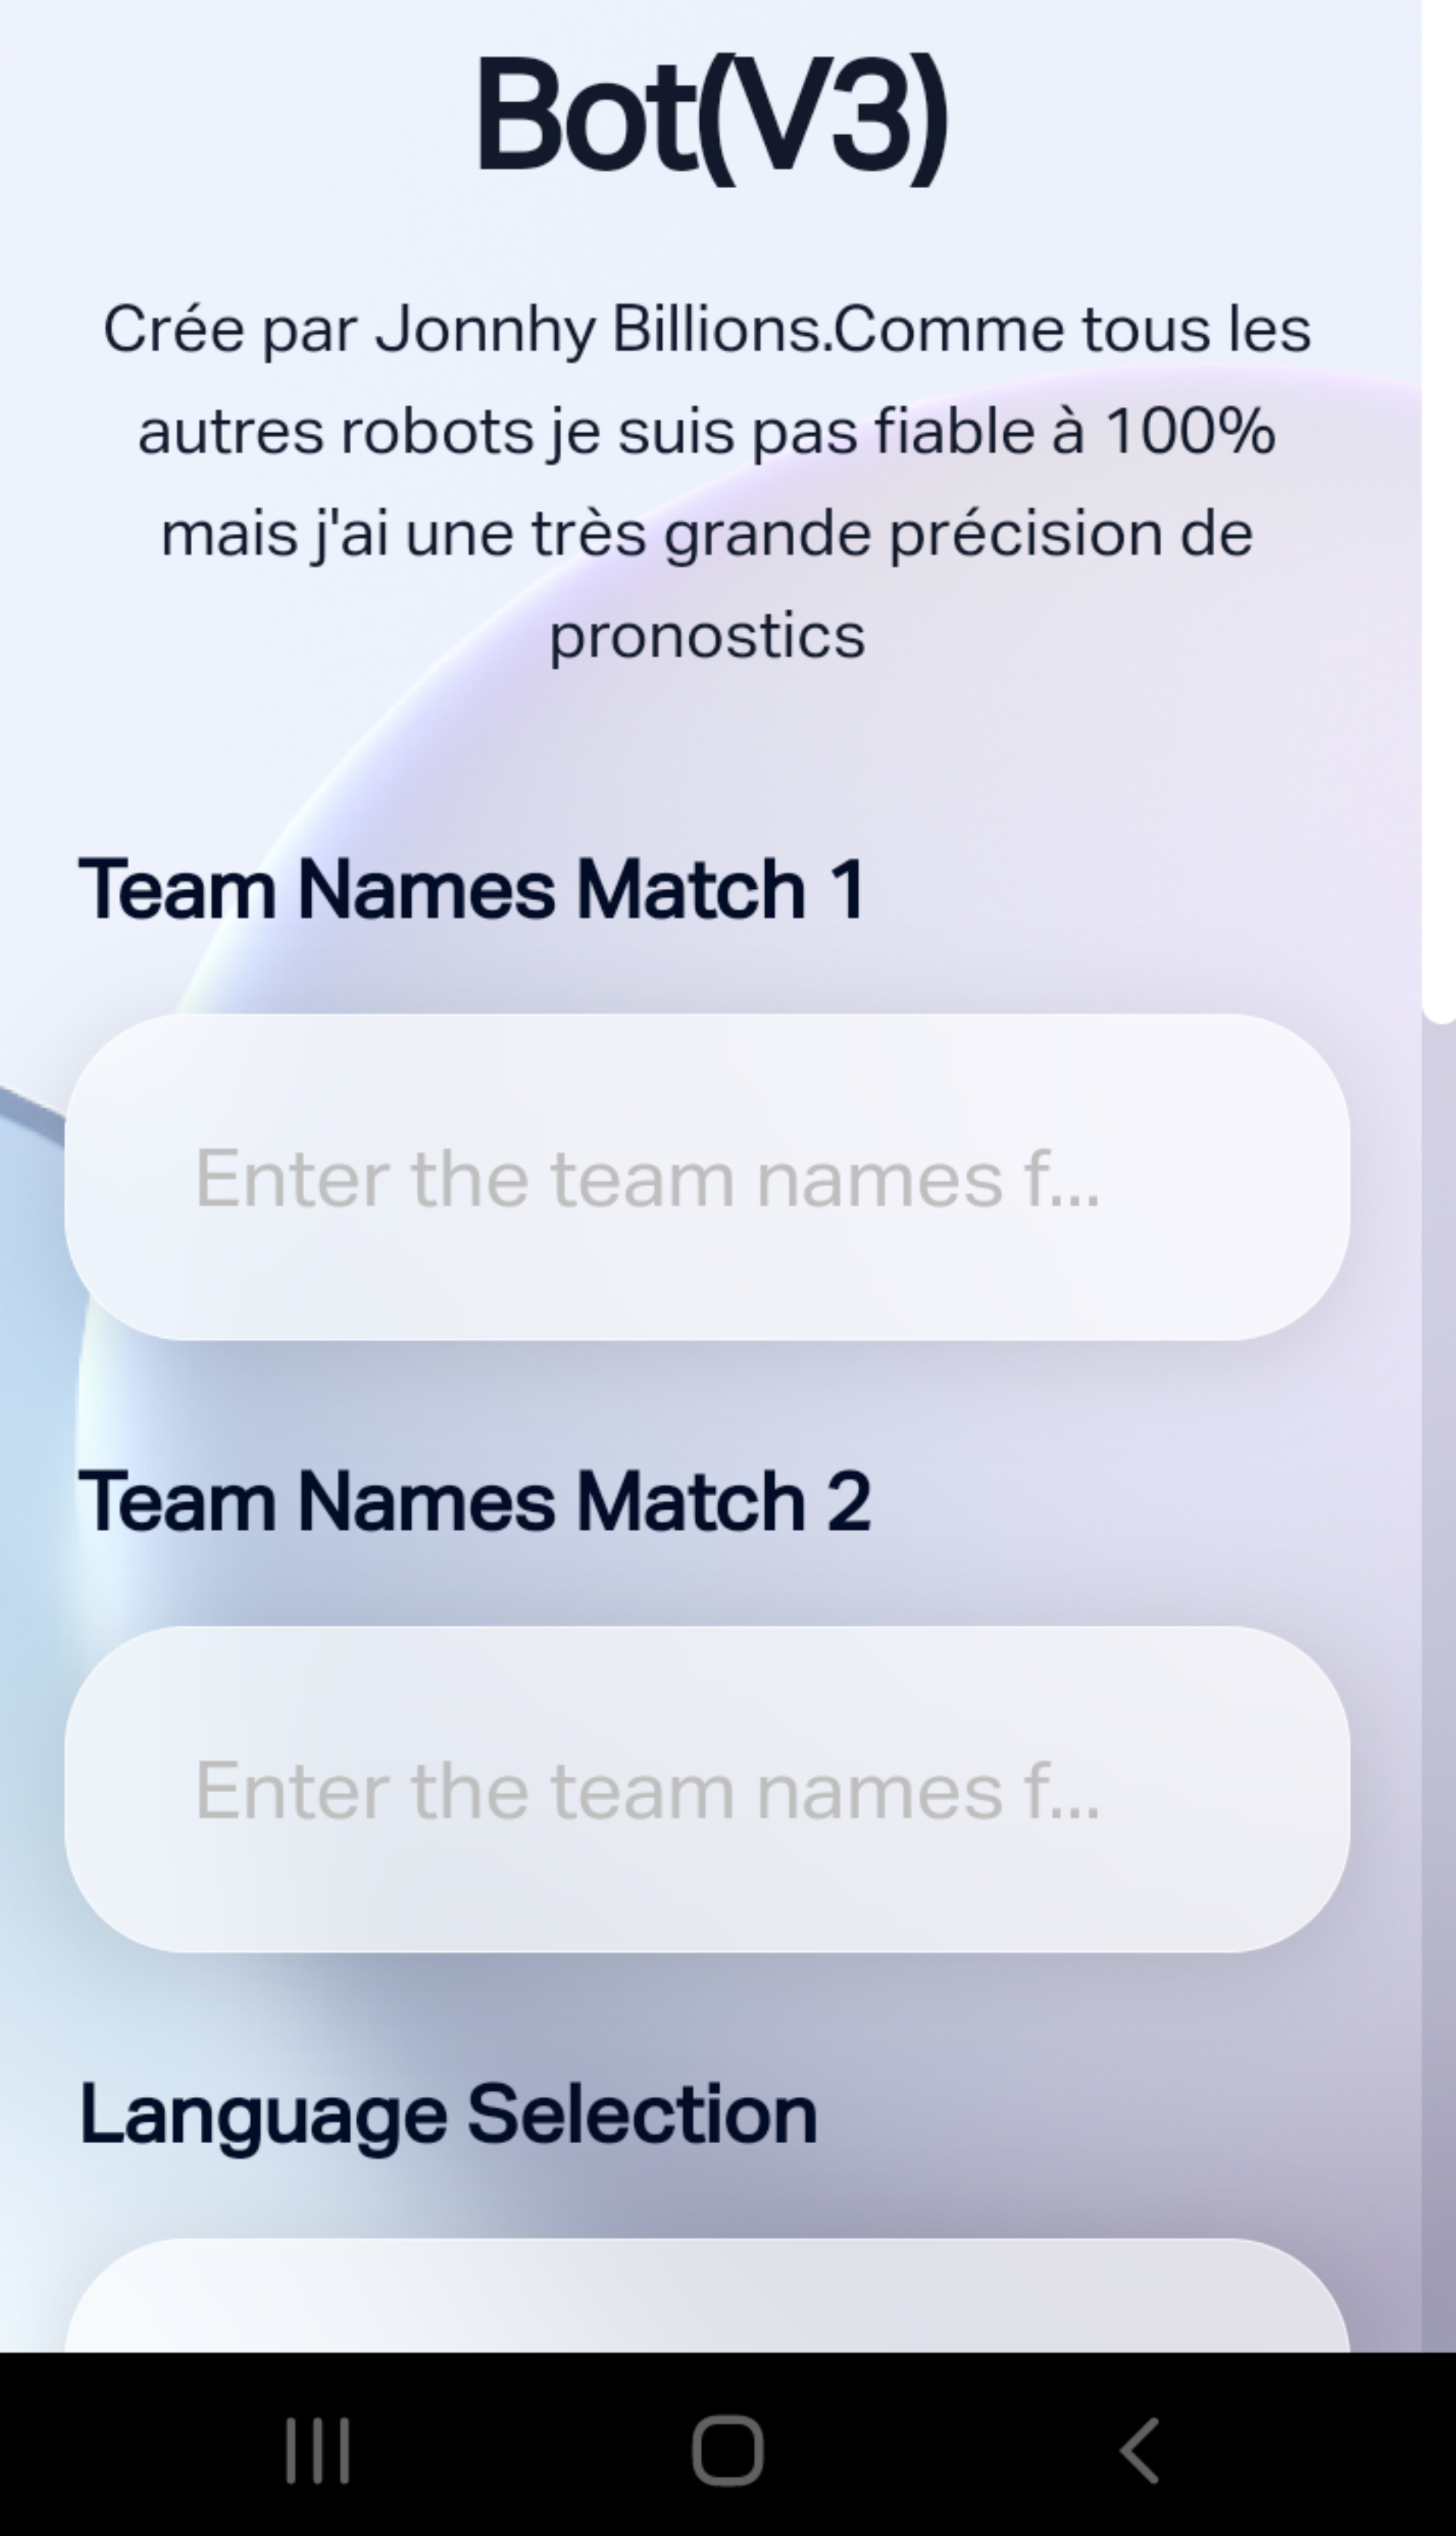 Bot(V3)
Crée par Jonnhy Billions.Comme tous les
autres robots je suis pas fiable à 100%
mais j'ai une très grande précision de
pronostics
Team Names Match 1
Enter the team names f...
Team Names Match 2
Enter the team names f...
Language Selection